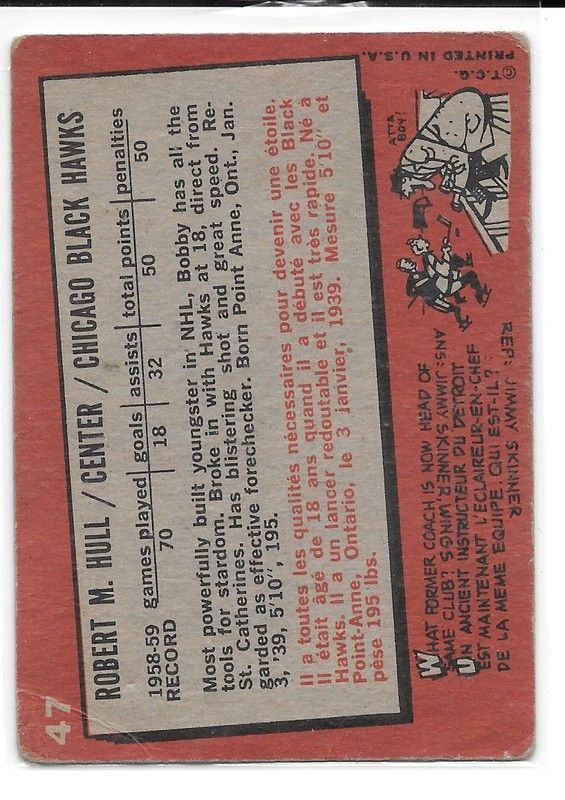 47
ROBERT M. HULL / CENTER / CHICAGO BLACK HAWKS
1958-59 games played goals assists total points penalties
RECORD 70 18 32 50 50
Most powerfully built youngster in NHL, Bobby has all the
tools for stardom. Broke in with Hawks at 18, direct from
St. Catherines. Has blistering shot and great speed. Re-
garded as effective forechecker. Born Point Anne, Ont., Jan.
3, '39, 5'10", 195.
Il a toutes les qualités nécessaires pour devenir une étoile.
Il était âgé de 18 ans quand il a débuté avec les Black
Hawks. Il a un lancer redoutable et il est très rapide. Né a
Point-Anne, Ontario, le 3 janvier, 1939. Mesure 5'10" et
pèse 195 lbs.
WHAT FORMER COACH IS NOW HEAD OF
SAME CLUB? ANS: JIMMY SKINNER, WINGS
UN ANCIENT INSTRUCTEUR DU DETROIT
EST MAINTENANT L'ECLAIREUR-EN-CHEF
DE LA MEME EQUIPE. QUI EST-IL?
REP: JIMMY SKINNER
ATTA
BOY!
© T.C.G.
PRINTED IN U.S.A.